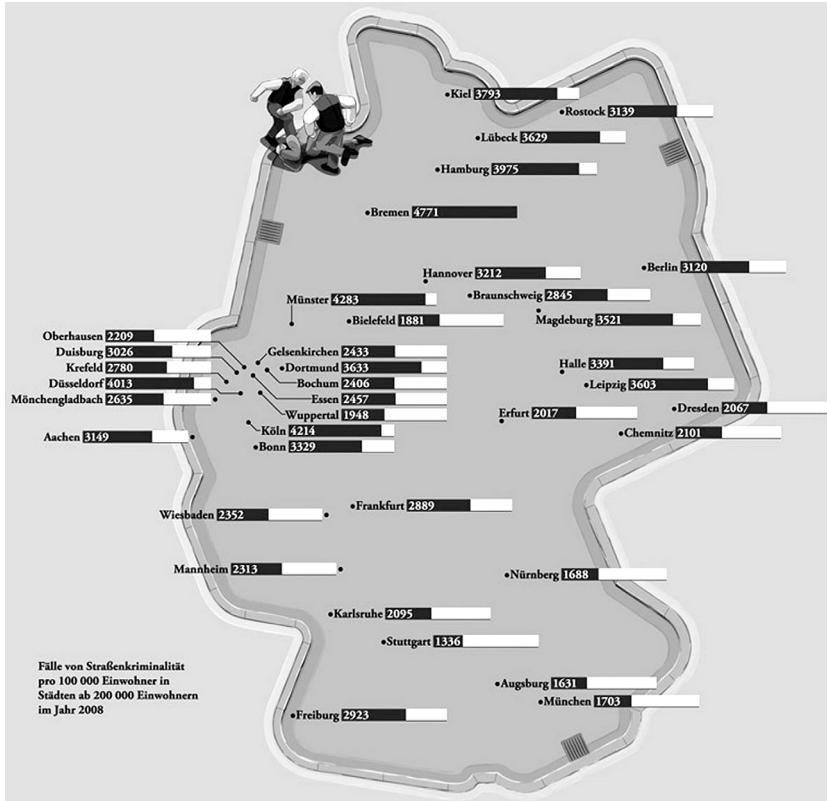 Kiel 3793
Rostock 3139
Lübeck 3629
Hamburg 3975
Bremen 4771
Berlin 3120
Hannover 3212
Braunschweig 2845
Münster 4283
Magdeburg 3521
Bielefeld 1881
Oberhausen 2209
Duisburg 3026
Krefeld 2780
Düsseldorf 4013
Mönchengladbach 2635
Gelsenkirchen 2433
Dortmund 3633
Bochum 2406
Essen 2457
Wuppertal 1948
Köln 4214
Bonn 3329
Aachen 3149
Halle 3391
Leipzig 3603
Erfurt 2017
Dresden 2067
Chemnitz 2101
Wiesbaden 2352
Frankfurt 2889
Mannheim 2313
Nürnberg 1688
Karlsruhe 2095
Stuttgart 1336
Augsburg 1631
München 1703
Freiburg 2923
Fälle von Straßenkriminalität
pro 100 000 Einwohner in
Städten ab 200 000 Einwohnern
im Jahr 2008